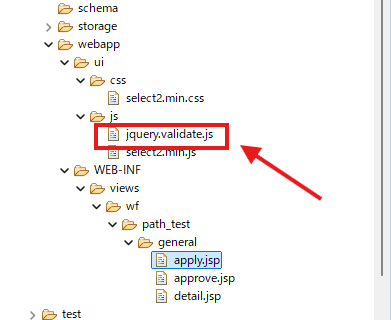 schema
storage
webapp
ui
css
select2.min.css
js
jquery.validate.js
select2.min.js
WEB-INF
views
wf
path_test
general
apply.jsp
approve.jsp
detail.jsp
test